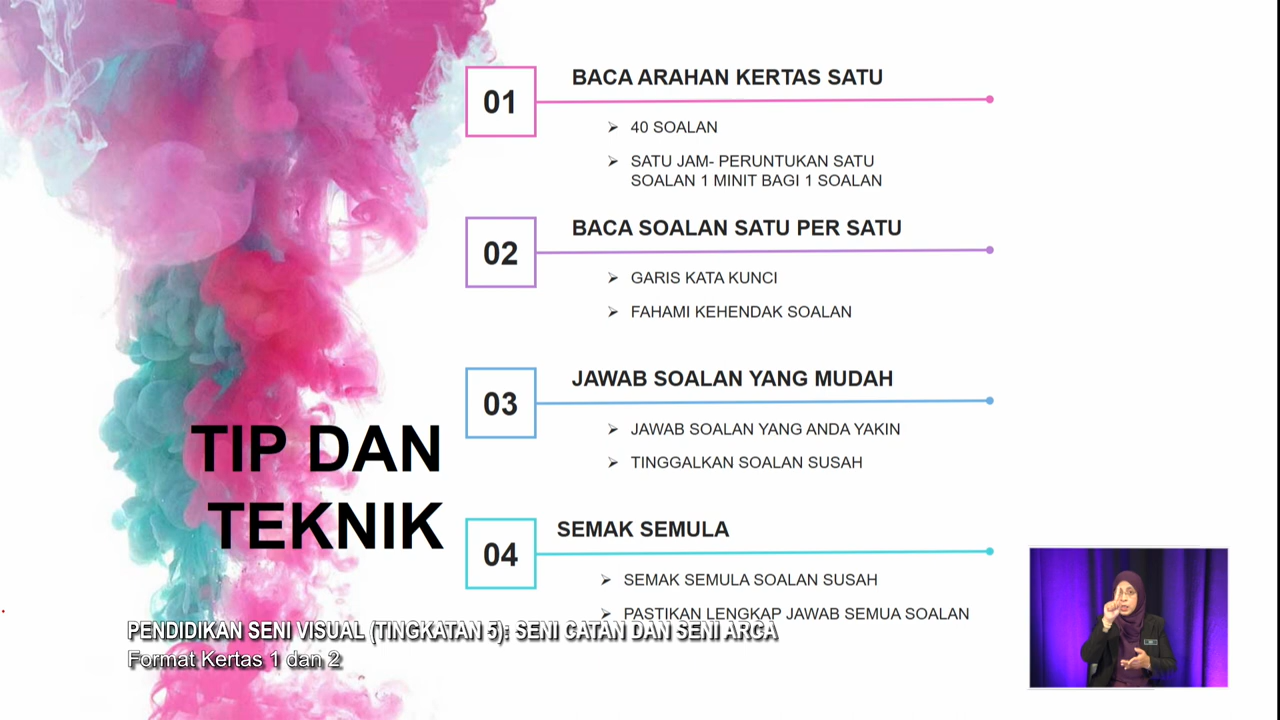 TIP DAN
TEKNIK
01
BACA ARAHAN KERTAS SATU
40 SOALAN
SATU JAM- PERUNTUKAN SATU
SOALAN 1 MINIT BAGI 1 SOALAN
02
BACA SOALAN SATU PER SATU
GARIS KATA KUNCI
FAHAMI KEHENDAK SOALAN
03
JAWAB SOALAN YANG MUDAH
JAWAB SOALAN YANG ANDA YAKIN
TINGGALKAN SOALAN SUSAH
04
SEMAK SEMULA
SEMAK SEMULA SOALAN SUSAH
PASTIKAN LENGKAP JAWAB SEMUA SOALAN
PENDIDIKAN SENI VISUAL (TINGKATAN 5): SENI CATAN DAN SENI ARCA
Format Kertas 1 dan 2